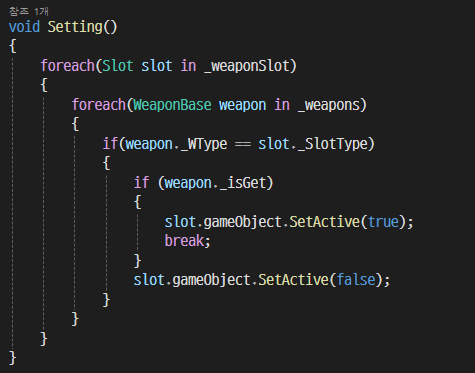 참조 1개
void Setting()
{
    foreach(Slot slot in _weaponSlot)
    {
        foreach(WeaponBase weapon in _weapons)
        {
            if(weapon._WType == slot._SlotType)
            {
                if (weapon._isGet)
                {
                    slot.gameObject.SetActive(true);
                    break;
                }
                slot.gameObject.SetActive(false);
            }
        }
    }
}